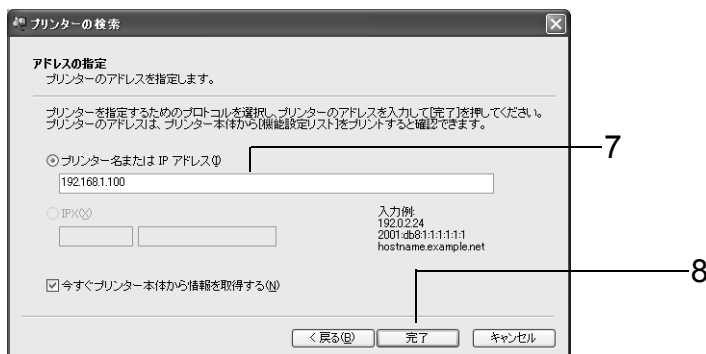 プリンターの検索
アドレスの指定
プリンターのアドレスを指定します。
プリンターを指定するためのプロトコルを選択し、プリンターのアドレスを入力して[完了]を押してください。
プリンターのアドレスは、プリンター本体から[機能設定リスト]をプリントすると確認できます。
プリンター名または IP アドレス(I)
7
192.168.1.100
IPX(X)
入力例:
192.0.2.24
2001:db8:1:1:1:1:1:1
hostname.example.net
8
今すぐプリンター本体から情報を取得する(N)
< 戻る(B)
完了
キャンセル